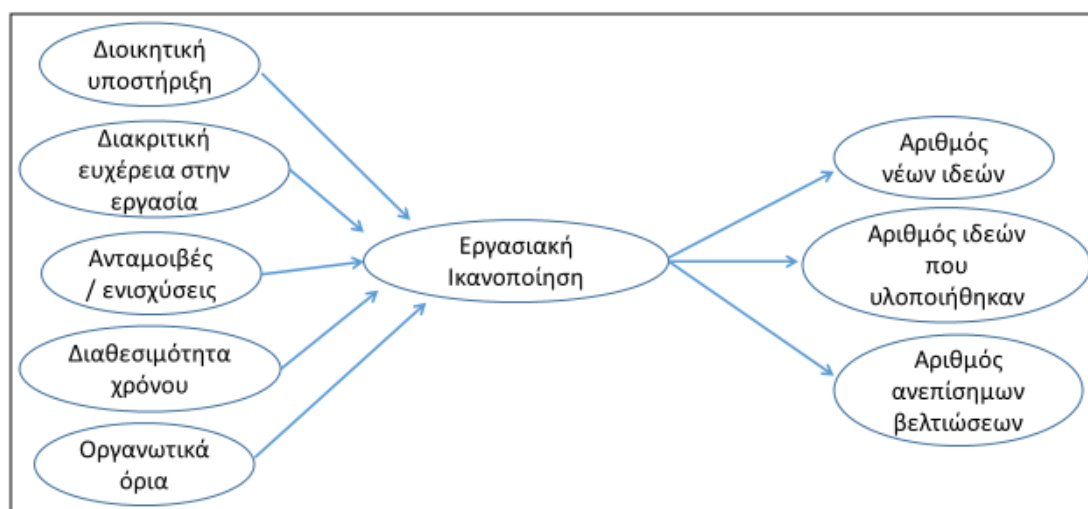 Διοικητική
υποστήριξη
Διακριτική
ευχέρεια στην
εργασία
Ανταμοιβές
/ ενισχύσεις
Διαθεσιμότητα
χρόνου
Οργανωτικά
όρια
Εργασιακή
Ικανοποίηση
Αριθμός
νέων ιδεών
Αριθμός ιδεών
που
υλοποιήθηκαν
Αριθμός
ανεπίσημων
βελτιώσεων